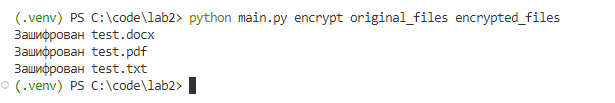 (.venv) PS C:\code\lab2> python main.py encrypt original_files encrypted_files
Зашифрован test.docx
Зашифрован test.pdf
Зашифрован test.txt
(.venv) PS C:\code\lab2>